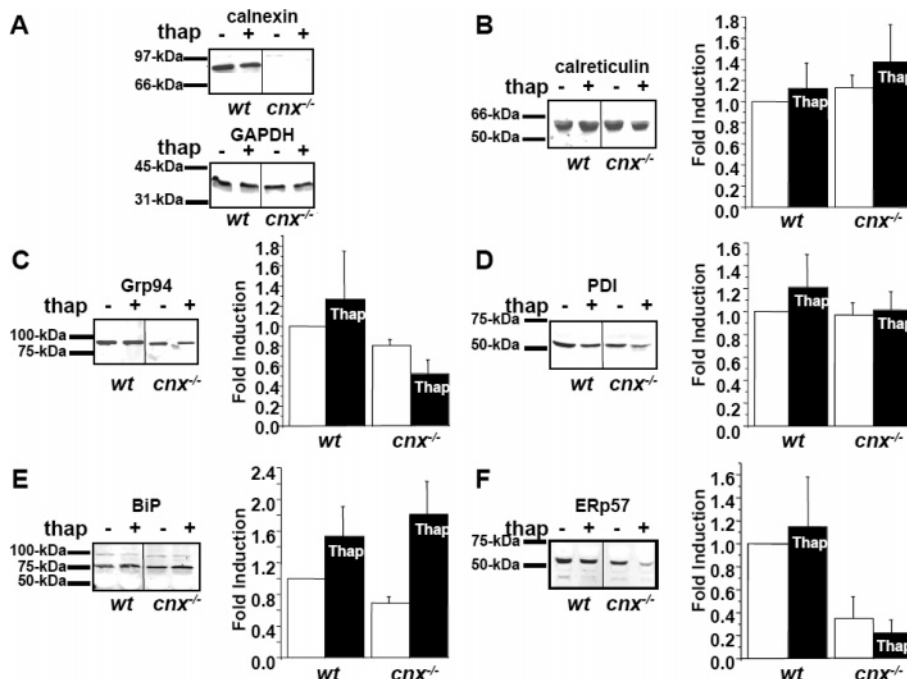 A
calnexin
thap - + - +
97-kDa
66-kDa
wt cnx-/-
GAPDH
thap - + - +
45-kDa
31-kDa
wt cnx-/-
B
calreticulin
thap - + - +
66-kDa
50-kDa
wt cnx-/-
Fold Induction
1.8
1.6
1.4
1.2
1.0
0.8
0.6
0.4
0.2
0.0
Thap
Thap
wt cnx-/-
C
Grp94
thap - + - +
100-kDa
75-kDa
wt cnx-/-
Fold Induction
1.8
1.6
1.4
1.2
1.0
0.8
0.6
0.4
0.2
0.0
Thap
Thap
wt cnx-/-
D
PDI
thap - + - +
75-kDa
50-kDa
wt cnx-/-
Fold Induction
1.6
1.4
1.2
1.0
0.8
0.6
0.4
0.2
0.0
Thap
Thap
wt cnx-/-
E
BiP
thap - + - +
100-kDa
75-kDa
50-kDa
wt cnx-/-
Fold Induction
2.4
1.8
1.6
1.0
0.8
0.4
0.0
Thap
Thap
wt cnx-/-
F
ERp57
thap - + - +
75-kDa
50-kDa
wt cnx-/-
Fold Induction
1.8
1.6
1.4
1.2
1.0
0.8
0.6
0.4
0.2
0.0
Thap
Thap
wt cnx-/-